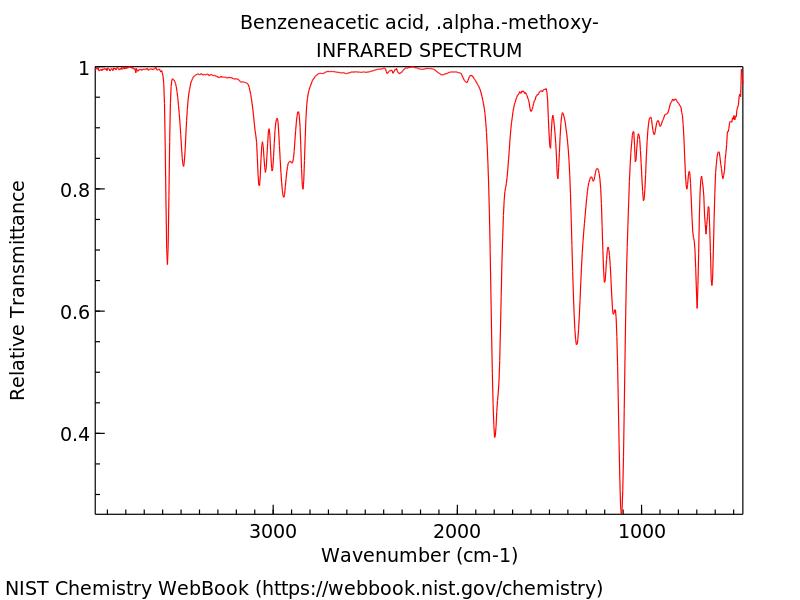 Benzeneacetic acid, .alpha.-methoxy-
INFRARED SPECTRUM
1
0.8
0.6
0.4
Relative Transmittance
3000 2000 1000
Wavenumber (cm-1)
NIST Chemistry WebBook (https://webbook.nist.gov/chemistry)